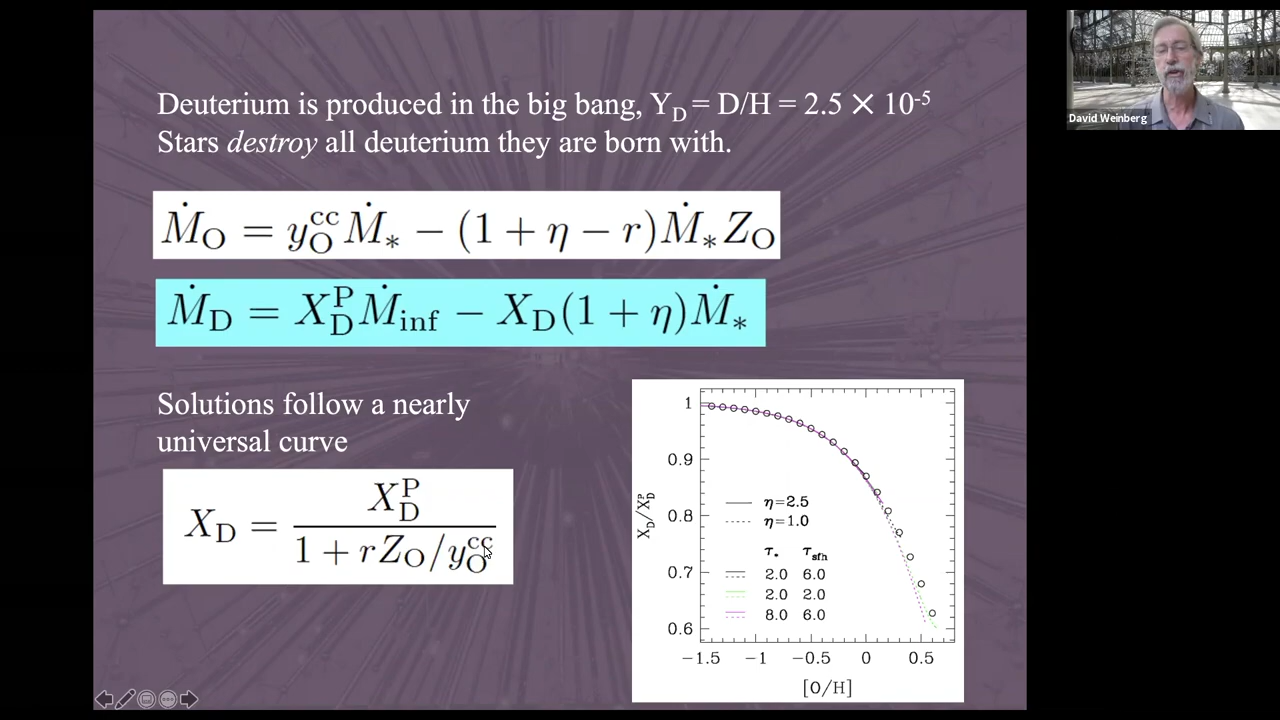 Deuterium is produced in the big bang, Y_D = D/H = 2.5 × 10^-5
Stars destroy all deuterium they are born with.
Ṁ_O = y_O^cc Ṁ_* − (1 + η − r)Ṁ_* Z_O
Ṁ_D = X_D^P Ṁ_inf − X_D(1 + η)Ṁ_*
Solutions follow a nearly
universal curve
X_D = X_D^P / (1 + rZ_O/y_O^cc)
X_D/X_D^P
1
0.9
0.8
0.7
0.6
η=2.5
η=1.0
τ_* τ_sfh
2.0 6.0
2.0 2.0
8.0 6.0
−1.5 −1 −0.5 0 0.5
[O/H]
David Weinberg